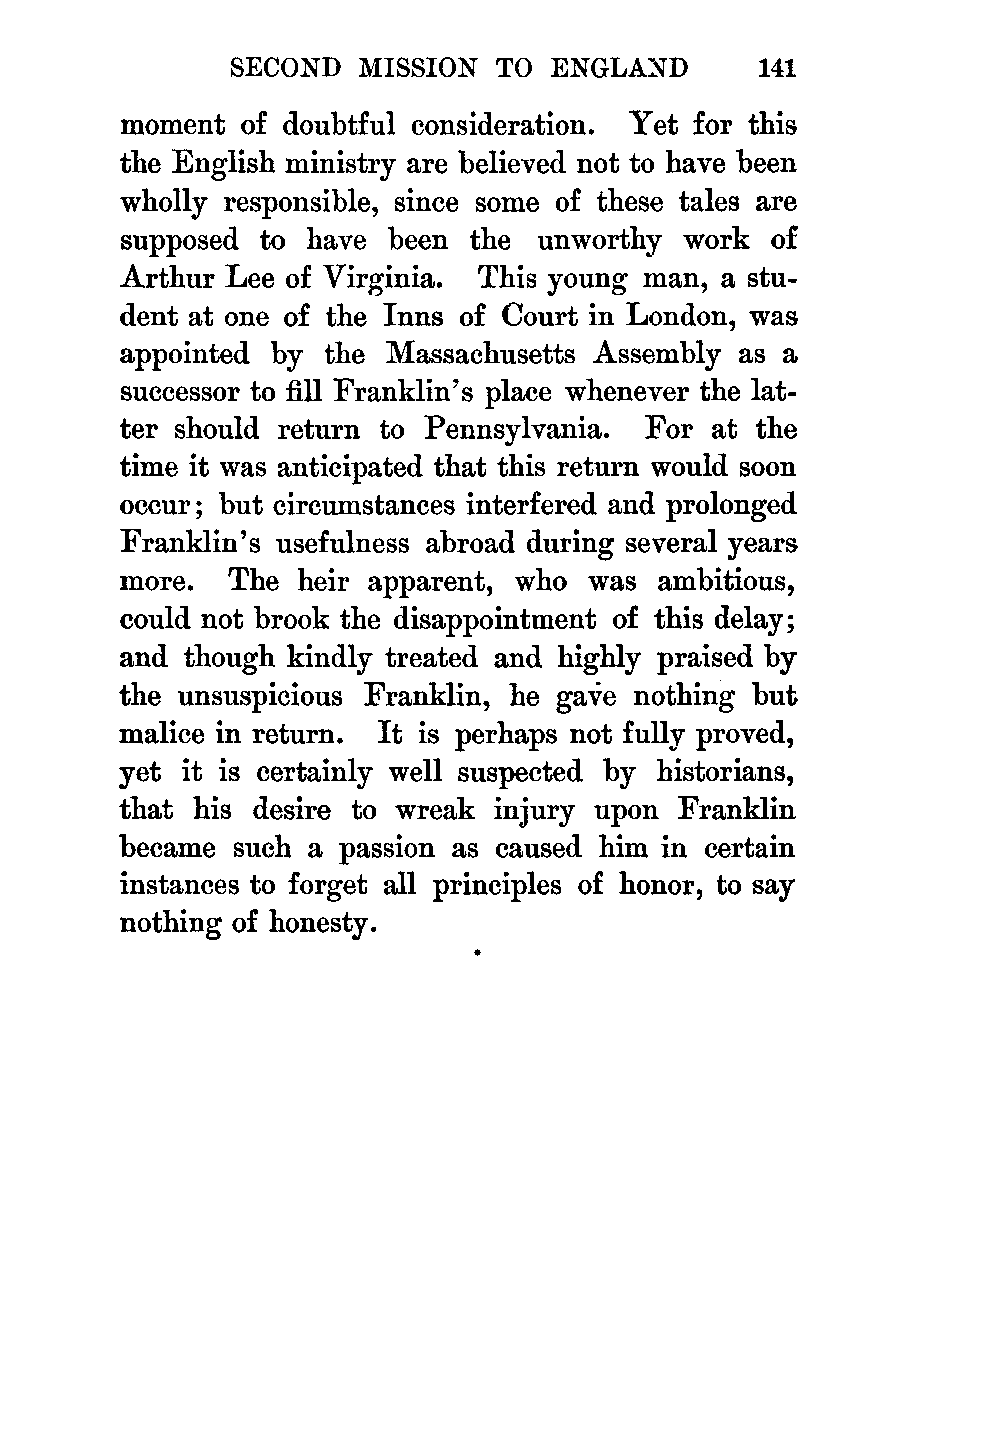 SECOND MISSION TO ENGLAND 141
moment of doubtful consideration. Yet for this
the English ministry are believed not to have been
wholly responsible, since some of these tales are
supposed to have been the unworthy work of
Arthur Lee of Virginia. This young man, a stu-
dent at one of the Inns of Court in London, was
appointed by the Massachusetts Assembly as a
successor to fill Franklin's place whenever the lat-
ter should return to Pennsylvania. For at the
time it was anticipated that this return would soon
occur; but circumstances interfered and prolonged
Franklin's usefulness abroad during several years
more. The heir apparent, who was ambitious,
could not brook the disappointment of this delay;
and though kindly treated and highly praised by
the unsuspicious Franklin, he gave nothing but
malice in return. It is perhaps not fully proved,
yet it is certainly well suspected by historians,
that his desire to wreak injury upon Franklin
became such a passion as caused him in certain
instances to forget all principles of honor, to say
nothing of honesty.